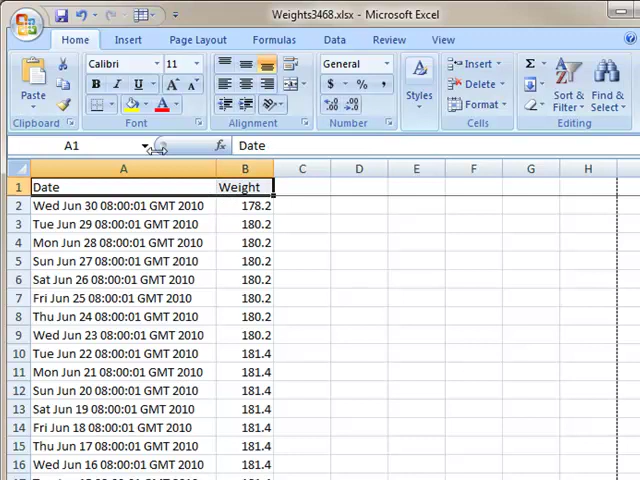 Weights3468.xlsx - Microsoft Excel
Home Insert Page Layout Formulas Data Review View
Calibri 11 General Insert Σ
Paste B I U A A $ % , Styles Delete Sort & Filter Find & Select
A .0 .00 .00 .0 Format
Clipboard Font Alignment Number Cells Editing
A1 fx Date
A B C D E F G H
1 Date Weight
2 Wed Jun 30 08:00:01 GMT 2010 178.2
3 Tue Jun 29 08:00:01 GMT 2010 180.2
4 Mon Jun 28 08:00:01 GMT 2010 180.2
5 Sun Jun 27 08:00:01 GMT 2010 180.2
6 Sat Jun 26 08:00:01 GMT 2010 180.2
7 Fri Jun 25 08:00:01 GMT 2010 180.2
8 Thu Jun 24 08:00:01 GMT 2010 180.2
9 Wed Jun 23 08:00:01 GMT 2010 180.2
10 Tue Jun 22 08:00:01 GMT 2010 181.4
11 Mon Jun 21 08:00:01 GMT 2010 181.4
12 Sun Jun 20 08:00:01 GMT 2010 181.4
13 Sat Jun 19 08:00:01 GMT 2010 181.4
14 Fri Jun 18 08:00:01 GMT 2010 181.4
15 Thu Jun 17 08:00:01 GMT 2010 181.4
16 Wed Jun 16 08:00:01 GMT 2010 181.4